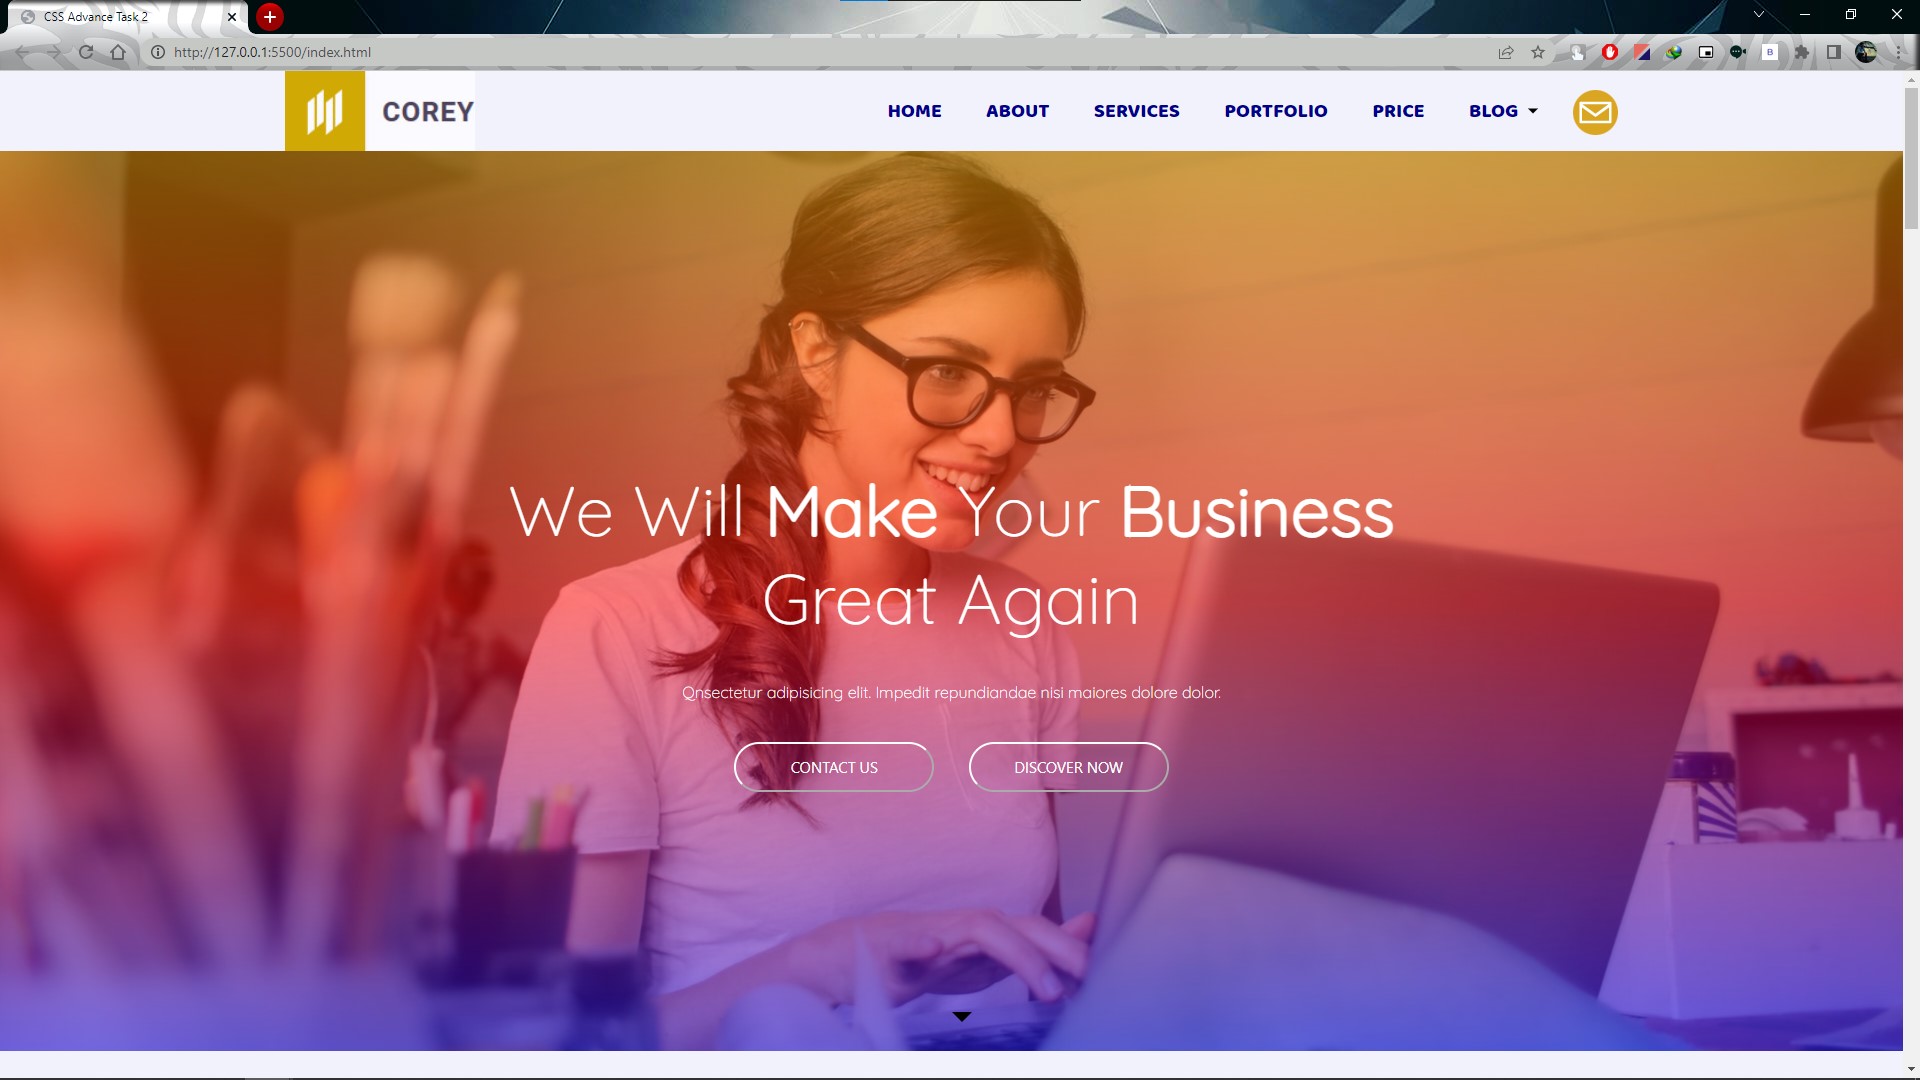 CSS Advance Task 2
http://127.0.0.1:5500/index.html
COREY
HOME ABOUT SERVICES PORTFOLIO PRICE BLOG
We Will Make Your Business
Great Again
Qnsectetur adipisicing elit. Impedit repundiandae nisi maiores dolore dolor.
CONTACT US DISCOVER NOW